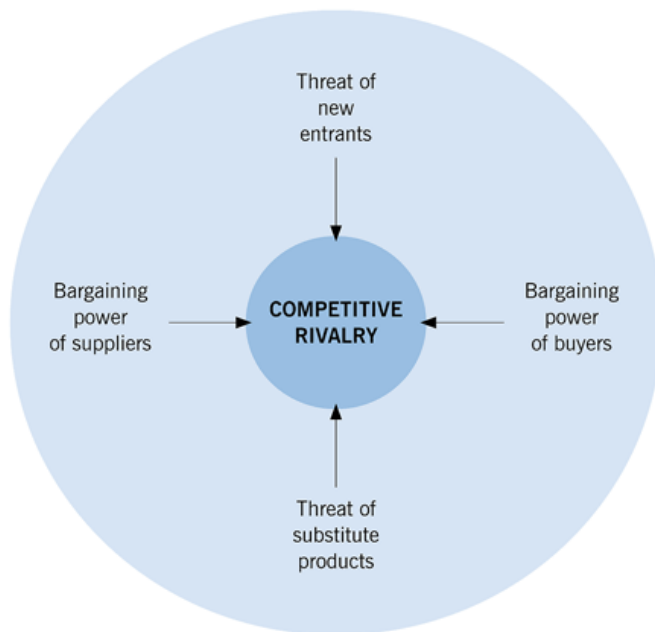 Threat of
new
entrants
Bargaining
power
of suppliers
COMPETITIVE
RIVALRY
Bargaining
power
of buyers
Threat of
substitute
products